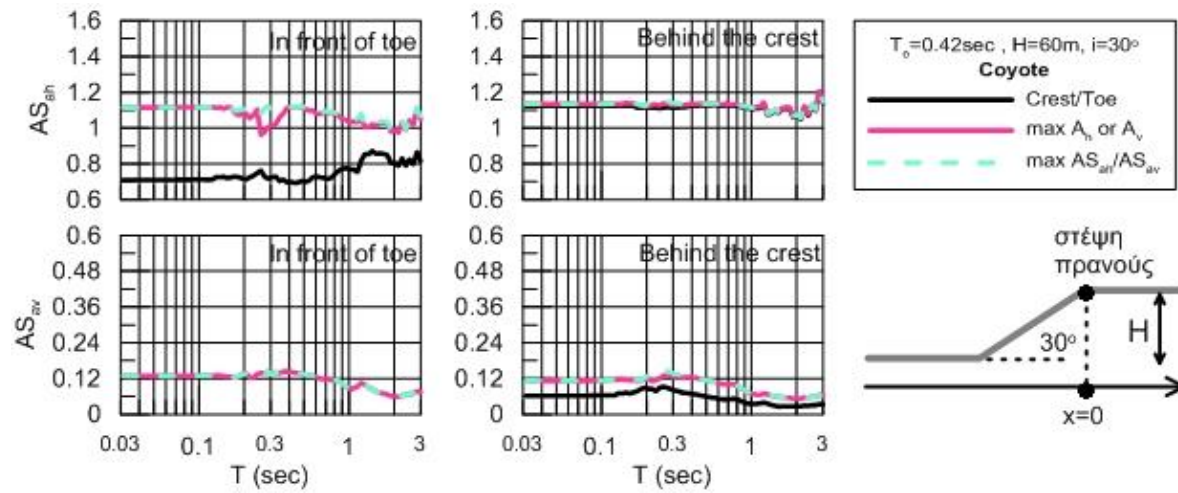 1.6
1.4
1.2
1
0.8
0.6
AS_ah
In front of toe
1.6
1.4
1.2
1
0.8
0.6
Behind the crest
T_o=0.42sec , H=60m, i=30°
Coyote
Crest/Toe
max A_h or A_v
max AS_ah/AS_av
0.6
0.48
0.36
0.24
0.12
0
AS_av
In front of toe
0.03
0.1
0.3
1
3
T (sec)
0.6
0.48
0.36
0.24
0.12
0
Behind the crest
0.03
0.1
0.3
1
3
T (sec)
στέψη
πρανούς
30°
H
x=0